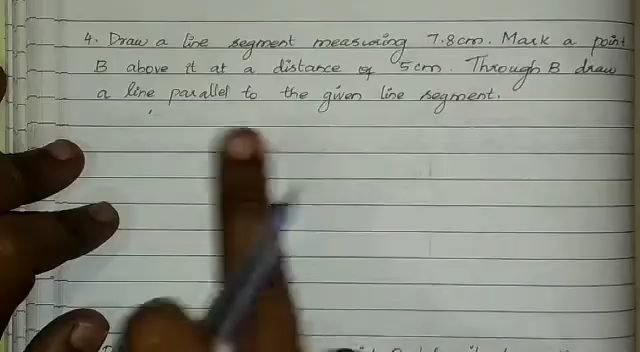 4. Draw a line segment measuring 7.8cm. Mark a point
B above it at a distance of 5cm. Through B draw
a line parallel to the given line segment.